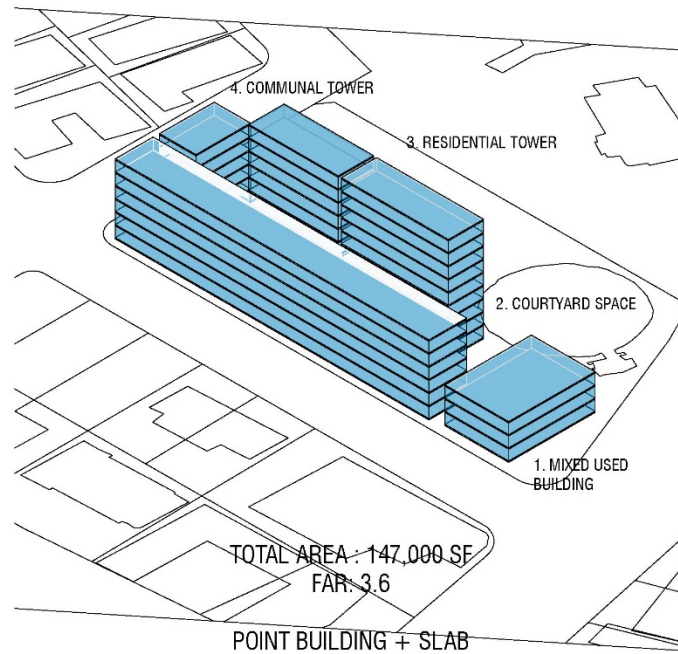 4. COMMUNAL TOWER
3. RESIDENTIAL TOWER
2. COURTYARD SPACE
1. MIXED USED
BUILDING
TOTAL AREA : 147,000 SF
FAR: 3.6
POINT BUILDING + SLAB